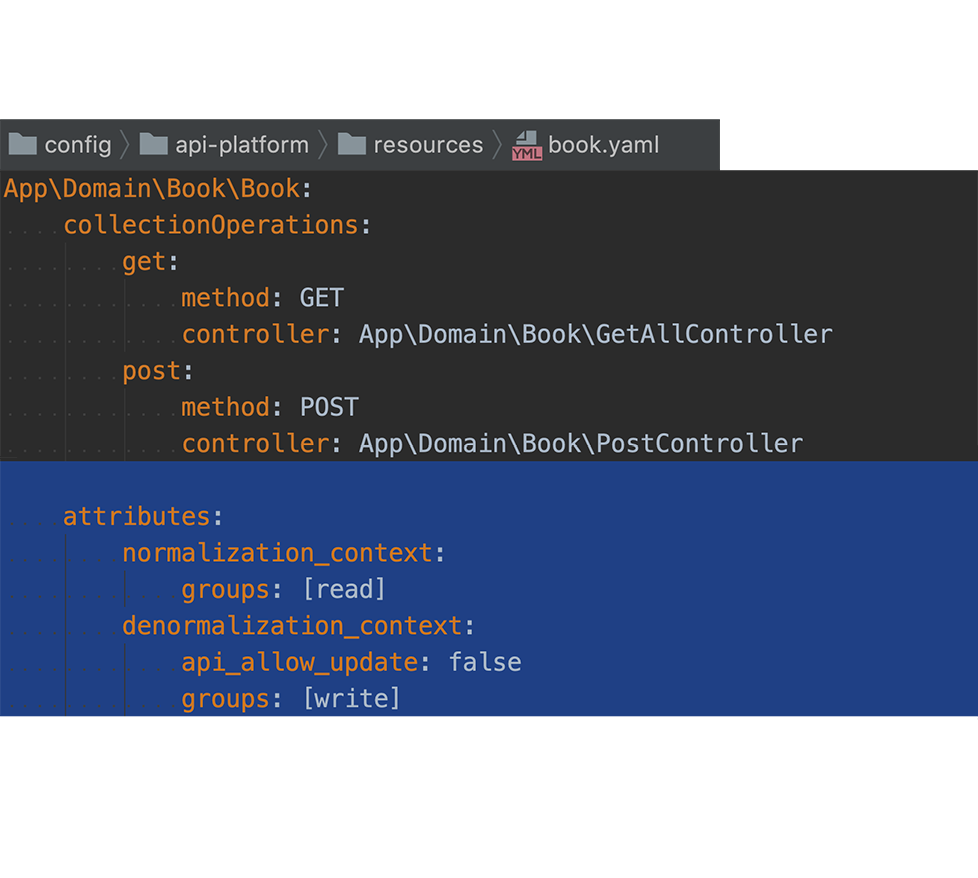 config api-platform resources YML book.yaml
App\Domain\Book\Book:
    collectionOperations:
        get:
            method: GET
            controller: App\Domain\Book\GetAllController
        post:
            method: POST
            controller: App\Domain\Book\PostController
    attributes:
        normalization_context:
            groups: [read]
        denormalization_context:
            api_allow_update: false
            groups: [write]